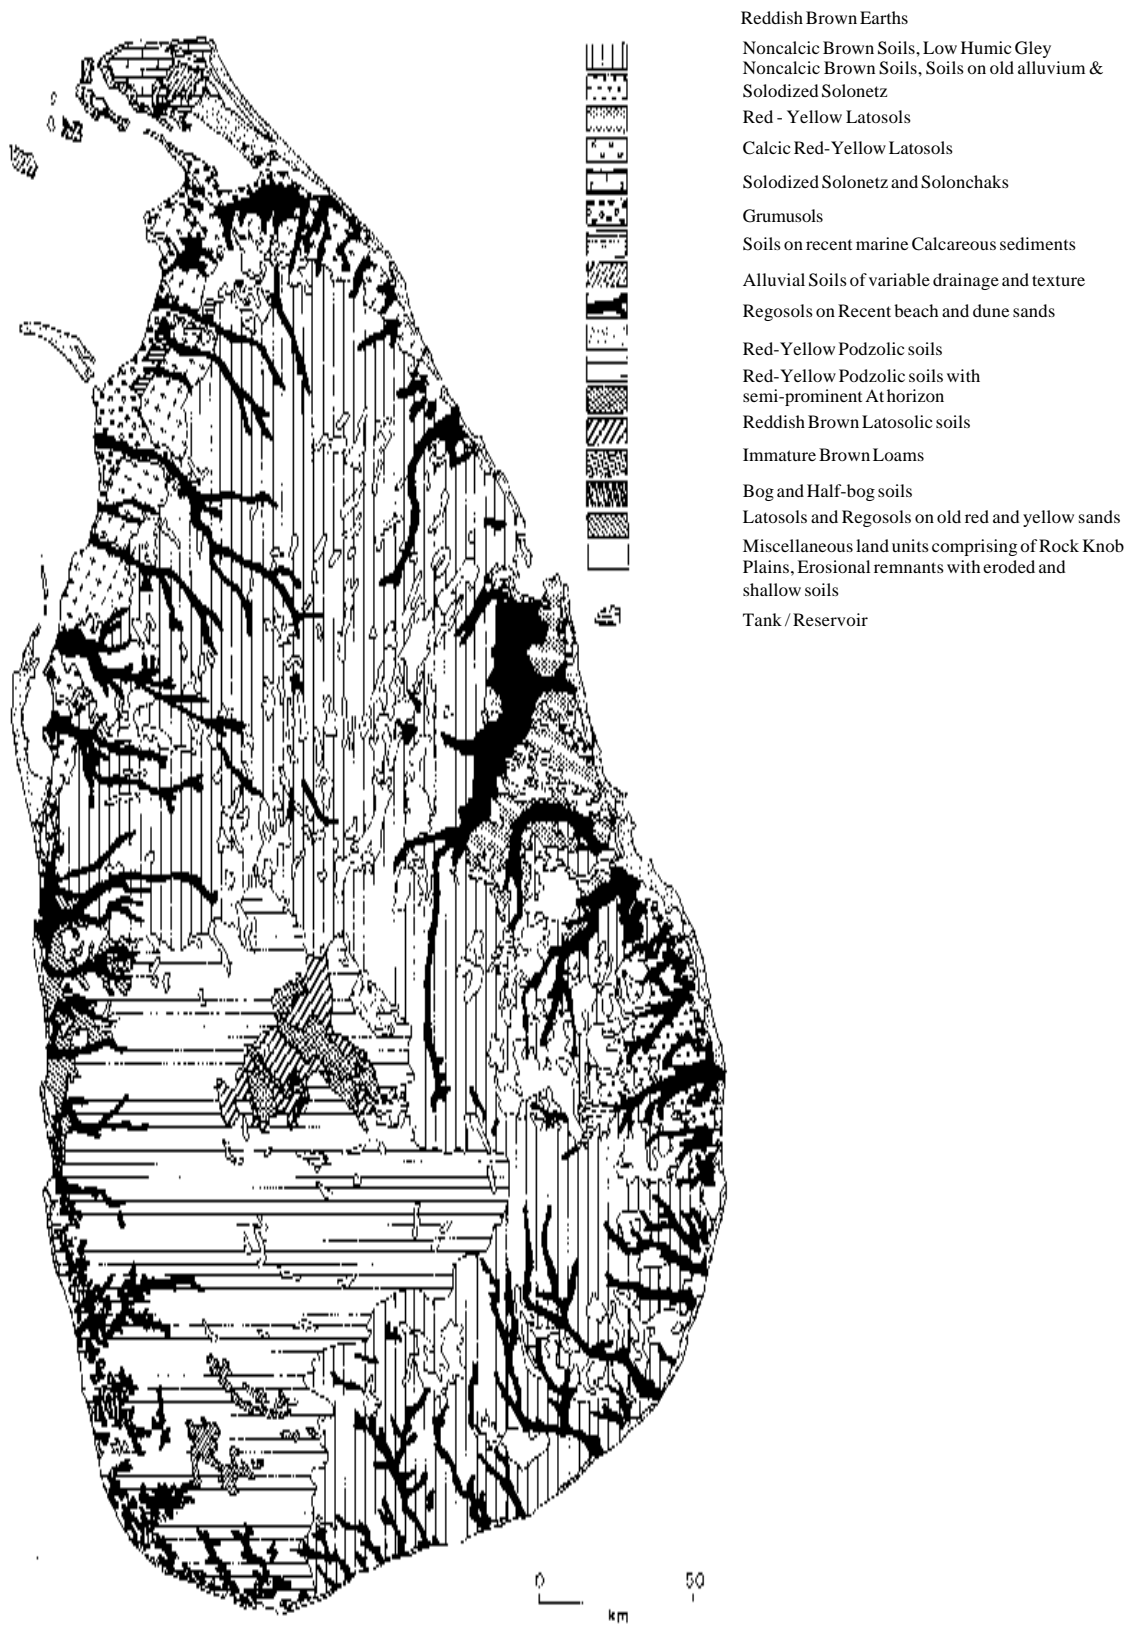 Reddish Brown Earths
Noncalcic Brown Soils, Low Humic Gley
Noncalcic Brown Soils, Soils on old alluvium &
Solodized Solonetz
Red - Yellow Latosols
Calcic Red-Yellow Latosols
Solodized Solonetz and Solonchaks
Grumusols
Soils on recent marine Calcareous sediments
Alluvial Soils of variable drainage and texture
Regosols on Recent beach and dune sands
Red-Yellow Podzolic soils
Red-Yellow Podzolic soils with
semi-prominent At horizon
Reddish Brown Latosolic soils
Immature Brown Loams
Bog and Half-bog soils
Latosols and Regosols on old red and yellow sands
Miscellaneous land units comprising of Rock Knob
Plains, Erosional remnants with eroded and
shallow soils
Tank / Reservoir
0 50
km